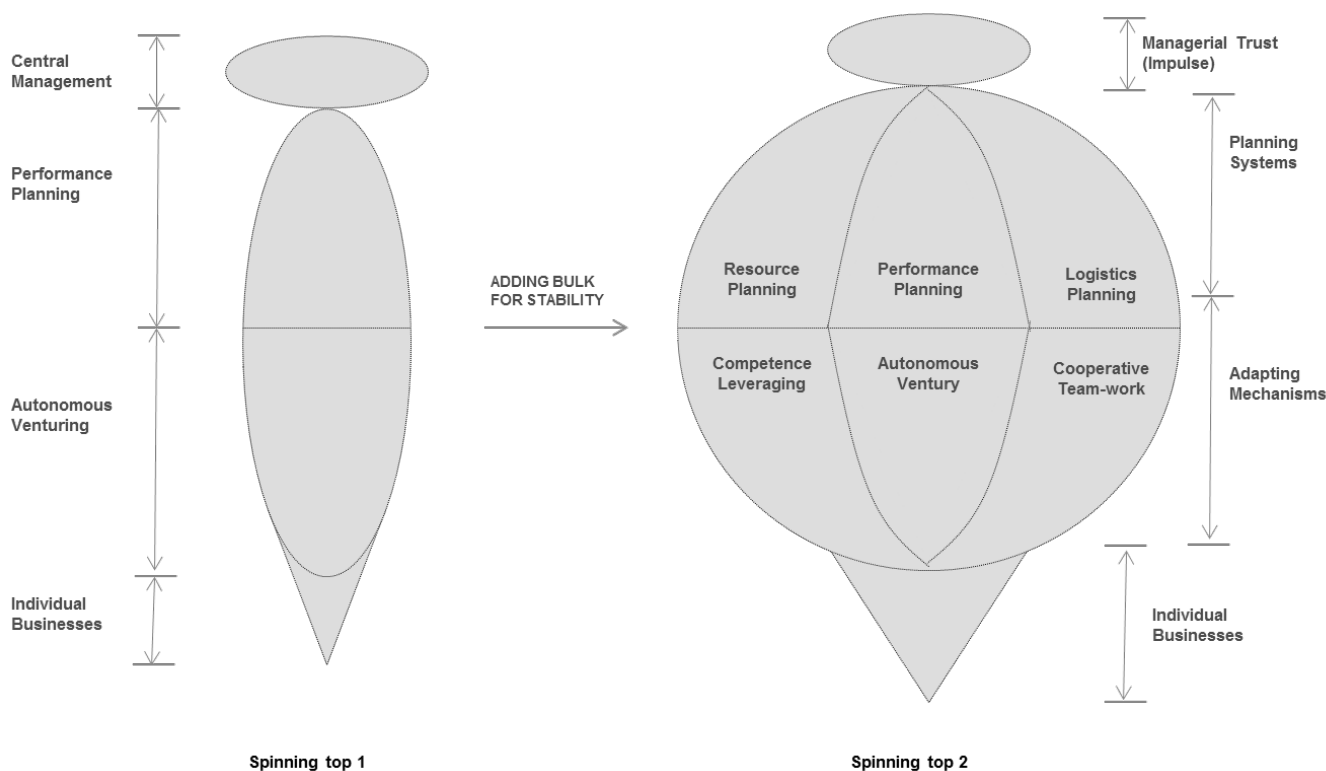 Central
Management
Performance
Planning
Autonomous
Venturing
Individual
Businesses
Spinning top 1
ADDING BULK
FOR STABILITY
Resource
Planning
Performance
Planning
Logistics
Planning
Competence
Leveraging
Autonomous
Ventury
Cooperative
Team-work
Managerial Trust
(Impulse)
Planning
Systems
Adapting
Mechanisms
Individual
Businesses
Spinning top 2